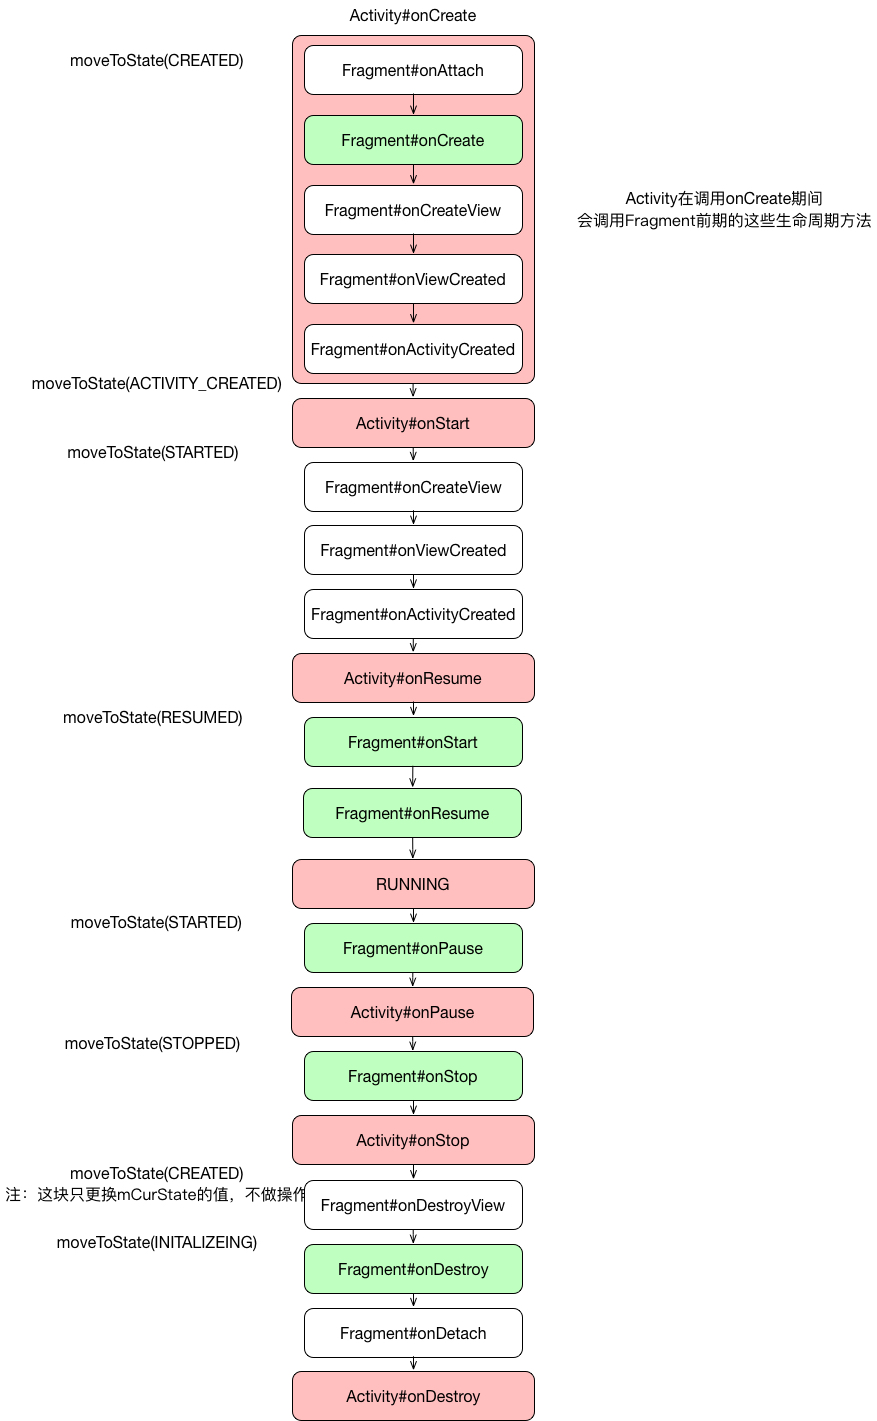 Activity#onCreate
moveToState(CREATED)
Fragment#onAttach
Fragment#onCreate
Activity在调用onCreate期间
会调用Fragment前期的这些生命周期方法
Fragment#onCreateView
Fragment#onViewCreated
Fragment#onActivityCreated
moveToState(ACTIVITY_CREATED)
Activity#onStart
moveToState(STARTED)
Fragment#onCreateView
Fragment#onViewCreated
Fragment#onActivityCreated
Activity#onResume
moveToState(RESUMED)
Fragment#onStart
Fragment#onResume
RUNNING
moveToState(STARTED)
Fragment#onPause
Activity#onPause
moveToState(STOPPED)
Fragment#onStop
Activity#onStop
moveToState(CREATED)
注：这块只更换mCurState的值，不做操作
Fragment#onDestroyView
moveToState(INITALIZEING)
Fragment#onDestroy
Fragment#onDetach
Activity#onDestroy